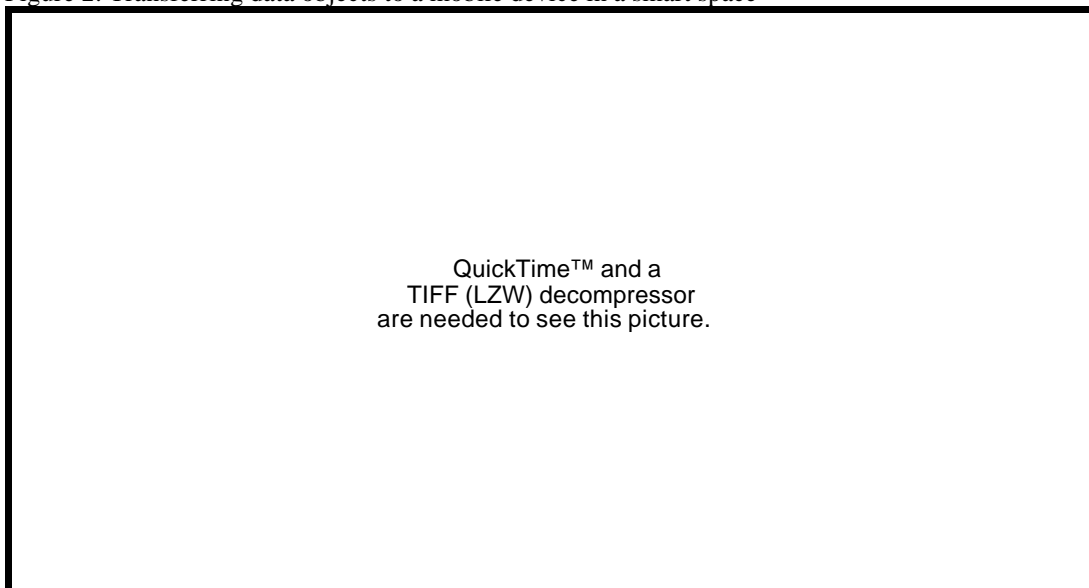 Figure 2: Transferring data objects to a mobile device in a smart space
QuickTime™ and a
TIFF (LZW) decompressor
are needed to see this picture.